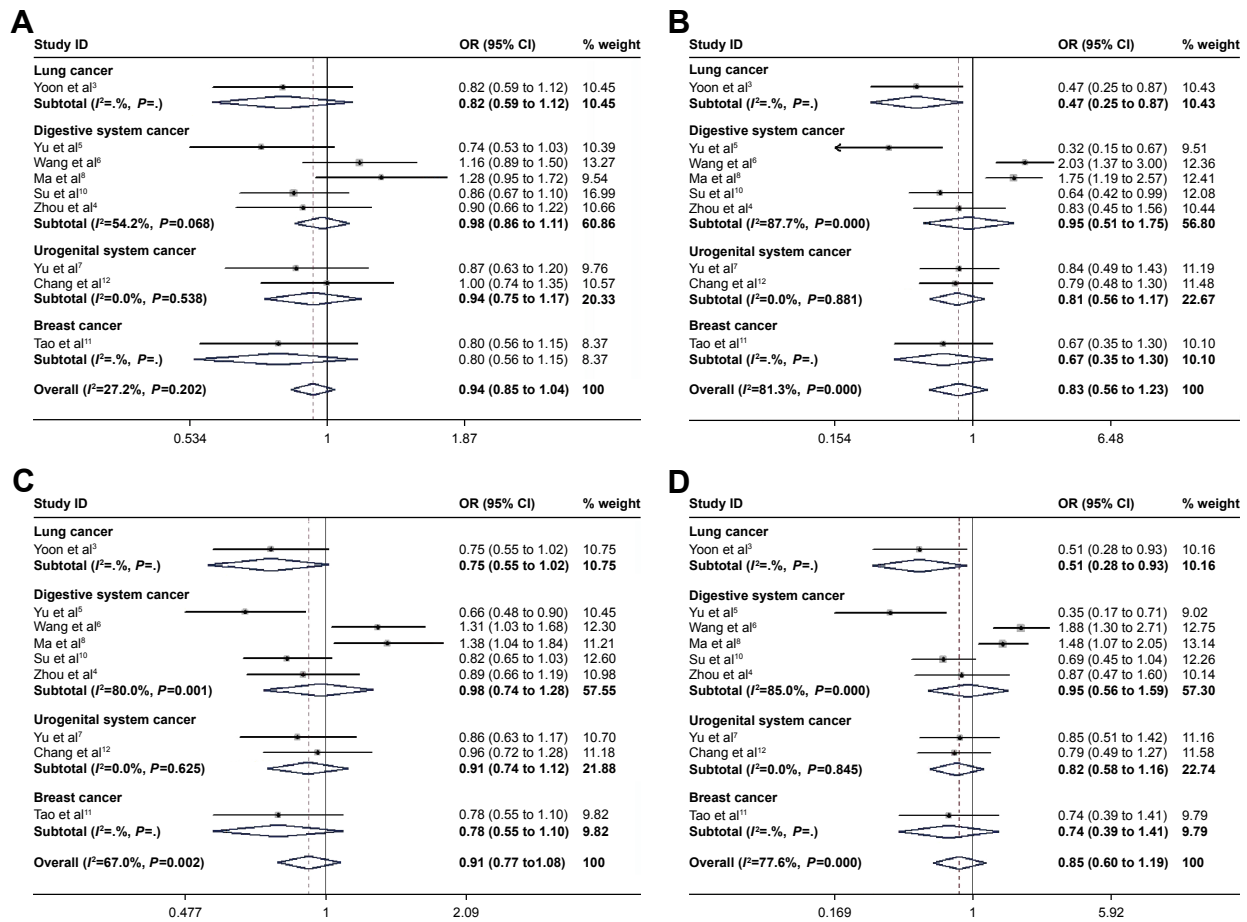 A
Study ID OR (95% CI) % weight
Lung cancer
Yoon et al³ 0.82 (0.59 to 1.12) 10.45
Subtotal (I²=.%, P=.) 0.82 (0.59 to 1.12) 10.45
Digestive system cancer
Yu et al⁵ 0.74 (0.53 to 1.03) 10.39
Wang et al⁶ 1.16 (0.89 to 1.50) 13.27
Ma et al⁸ 1.28 (0.95 to 1.72) 9.54
Su et al¹⁰ 0.86 (0.67 to 1.10) 16.99
Zhou et al⁴ 0.90 (0.66 to 1.22) 10.66
Subtotal (I²=54.2%, P=0.068) 0.98 (0.86 to 1.11) 60.86
Urogenital system cancer
Yu et al⁷ 0.87 (0.63 to 1.20) 9.76
Chang et al¹² 1.00 (0.74 to 1.35) 10.57
Subtotal (I²=0.0%, P=0.538) 0.94 (0.75 to 1.17) 20.33
Breast cancer
Tao et al¹¹ 0.80 (0.56 to 1.15) 8.37
Subtotal (I²=.%, P=.) 0.80 (0.56 to 1.15) 8.37
Overall (I²=27.2%, P=0.202) 0.94 (0.85 to 1.04) 100
0.534 1 1.87
B
Study ID OR (95% CI) % weight
Lung cancer
Yoon et al³ 0.47 (0.25 to 0.87) 10.43
Subtotal (I²=.%, P=.) 0.47 (0.25 to 0.87) 10.43
Digestive system cancer
Yu et al⁵ 0.32 (0.15 to 0.67) 9.51
Wang et al⁶ 2.03 (1.37 to 3.00) 12.36
Ma et al⁸ 1.75 (1.19 to 2.57) 12.41
Su et al¹⁰ 0.64 (0.42 to 0.99) 12.08
Zhou et al⁴ 0.83 (0.45 to 1.56) 10.44
Subtotal (I²=87.7%, P=0.000) 0.95 (0.51 to 1.75) 56.80
Urogenital system cancer
Yu et al⁷ 0.84 (0.49 to 1.43) 11.19
Chang et al¹² 0.79 (0.48 to 1.30) 11.48
Subtotal (I²=0.0%, P=0.881) 0.81 (0.56 to 1.17) 22.67
Breast cancer
Tao et al¹¹ 0.67 (0.35 to 1.30) 10.10
Subtotal (I²=.%, P=.) 0.67 (0.35 to 1.30) 10.10
Overall (I²=81.3%, P=0.000) 0.83 (0.56 to 1.23) 100
0.154 1 6.48
C
Study ID OR (95% CI) % weight
Lung cancer
Yoon et al³ 0.75 (0.55 to 1.02) 10.75
Subtotal (I²=.%, P=.) 0.75 (0.55 to 1.02) 10.75
Digestive system cancer
Yu et al⁵ 0.66 (0.48 to 0.90) 10.45
Wang et al⁶ 1.31 (1.03 to 1.68) 12.30
Ma et al⁸ 1.38 (1.04 to 1.84) 11.21
Su et al¹⁰ 0.82 (0.65 to 1.03) 12.60
Zhou et al⁴ 0.89 (0.66 to 1.19) 10.98
Subtotal (I²=80.0%, P=0.001) 0.98 (0.74 to 1.28) 57.55
Urogenital system cancer
Yu et al⁷ 0.86 (0.63 to 1.17) 10.70
Chang et al¹² 0.96 (0.72 to 1.28) 11.18
Subtotal (I²=0.0%, P=0.625) 0.91 (0.74 to 1.12) 21.88
Breast cancer
Tao et al¹¹ 0.78 (0.55 to 1.10) 9.82
Subtotal (I²=.%, P=.) 0.78 (0.55 to 1.10) 9.82
Overall (I²=67.0%, P=0.002) 0.91 (0.77 to1.08) 100
0.477 1 2.09
D
Study ID OR (95% CI) % weight
Lung cancer
Yoon et al³ 0.51 (0.28 to 0.93) 10.16
Subtotal (I²=.%, P=.) 0.51 (0.28 to 0.93) 10.16
Digestive system cancer
Yu et al⁵ 0.35 (0.17 to 0.71) 9.02
Wang et al⁶ 1.88 (1.30 to 2.71) 12.75
Ma et al⁸ 1.48 (1.07 to 2.05) 13.14
Su et al¹⁰ 0.69 (0.45 to 1.04) 12.26
Zhou et al⁴ 0.87 (0.47 to 1.60) 10.14
Subtotal (I²=85.0%, P=0.000) 0.95 (0.56 to 1.59) 57.30
Urogenital system cancer
Yu et al⁷ 0.85 (0.51 to 1.42) 11.16
Chang et al¹² 0.79 (0.49 to 1.27) 11.58
Subtotal (I²=0.0%, P=0.845) 0.82 (0.58 to 1.16) 22.74
Breast cancer
Tao et al¹¹ 0.74 (0.39 to 1.41) 9.79
Subtotal (I²=.%, P=.) 0.74 (0.39 to 1.41) 9.79
Overall (I²=77.6%, P=0.000) 0.85 (0.60 to 1.19) 100
0.169 1 5.92